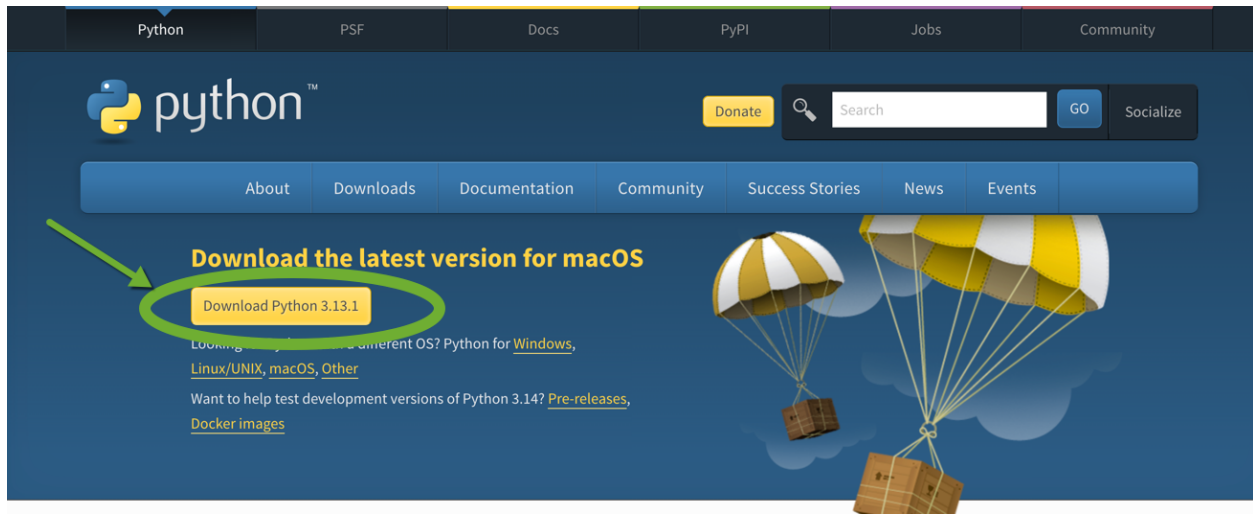 Python PSF Docs PyPI Jobs Community
python™
Donate Search GO Socialize
About Downloads Documentation Community Success Stories News Events
Download the latest version for macOS
Download Python 3.13.1
Looking different OS? Python for Windows,
Linux/UNIX, macOS, Other
Want to help test development versions of Python 3.14? Pre-releases,
Docker images